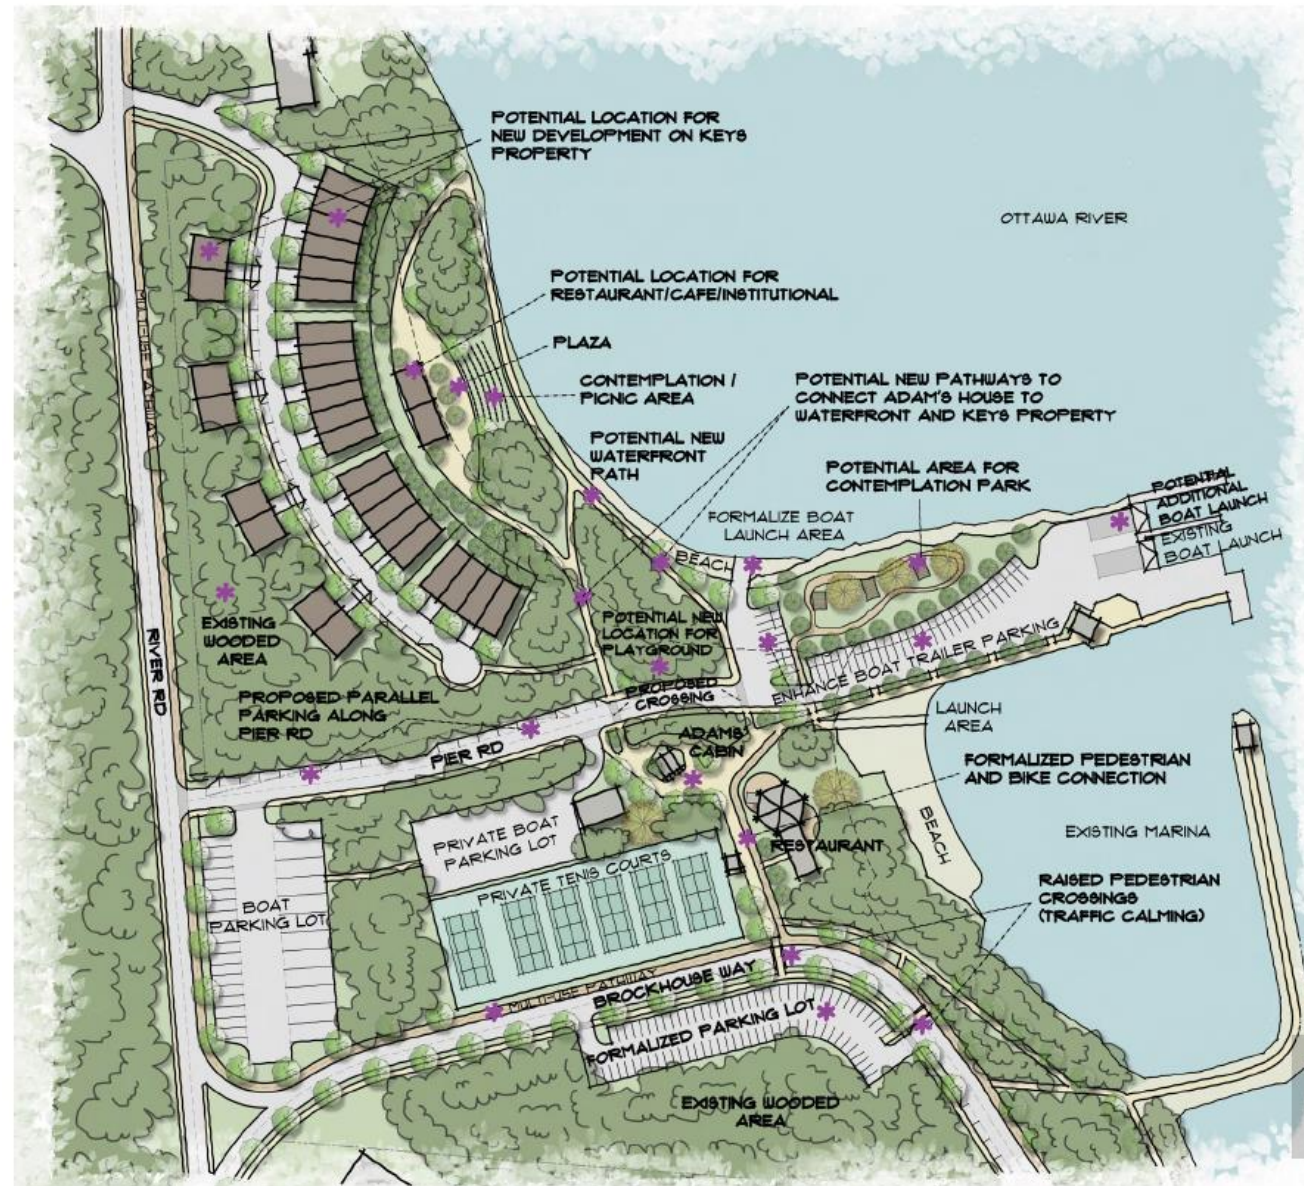 POTENTIAL LOCATION FOR
NEW DEVELOPMENT ON KEYS
PROPERTY
OTTAWA RIVER
POTENTIAL LOCATION FOR
RESTAURANT/CAFE/INSTITUTIONAL
PLAZA
CONTEMPLATION /
PICNIC AREA
POTENTIAL NEW PATHWAYS TO
CONNECT ADAM'S HOUSE TO
WATERFRONT AND KEYS PROPERTY
POTENTIAL NEW
WATERFRONT
PATH
POTENTIAL AREA FOR
CONTEMPLATION PARK
POTENTIAL
ADDITIONAL
BOAT LAUNCH
EXISTING
BOAT LAUNCH
FORMALIZE BOAT
LAUNCH AREA
BEACH
MULTI-USE PATHWAY
EXISTING
WOODED
AREA
RIVER RD
POTENTIAL NEW
LOCATION FOR
PLAYGROUND
PROPOSED
CROSSING
ENHANCE BOAT TRAILER PARKING
PROPOSED PARALLEL
PARKING ALONG
PIER RD
PIER RD
ADAMS'
CABIN
LAUNCH
AREA
FORMALIZED PEDESTRIAN
AND BIKE CONNECTION
BEACH
EXISTING MARINA
PRIVATE BOAT
PARKING LOT
RESTAURANT
PRIVATE TENIS COURTS
RAISED PEDESTRIAN
CROSSINGS
(TRAFFIC CALMING)
BOAT
PARKING LOT
MULTI-USE PATHWAY
BROCKHOUSE WAY
FORMALIZED PARKING LOT
EXISTING WOODED
AREA